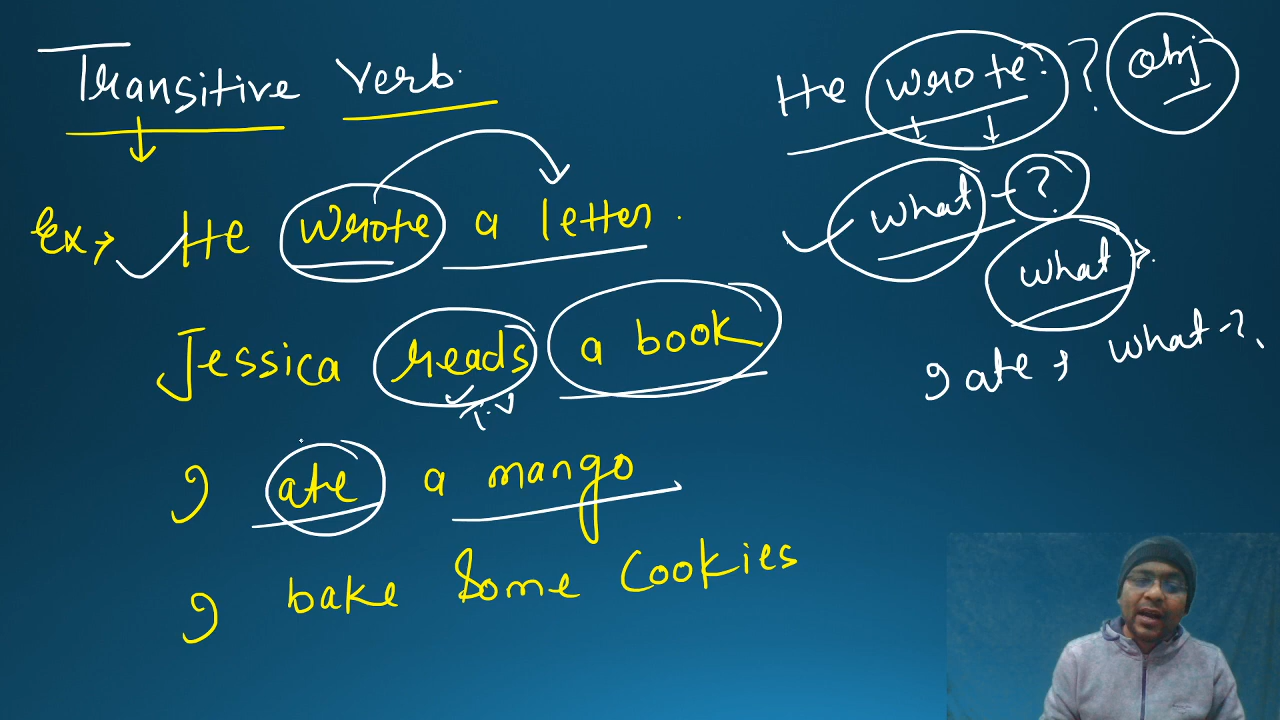 Transitive verb.
He wrote ? obj
what - ?
what →
Ex → He wrote a letter.
Jessica reads a book
T.V
I ate → what - ?
I ate a mango
I bake Some Cookies